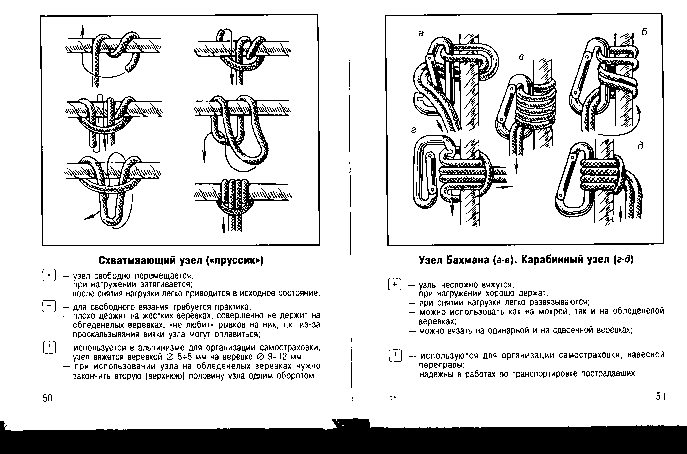 Схватывающий узел («пруссик»)
[+] — узел свободно перемещается;
при нагружении затягивается;
после снятия нагрузки легко приводится в исходное состояние.
[−] — для свободного вязания требуется практика;
плохо держит на жестких веревках, совершенно не держит на
обледенелых веревках, «не любит» рывков на них, т.к. из-за
проскальзывания витки узла могут оплавиться;
используется в альпинизме для организации самостраховки,
узел вяжется веревкой ∅ 5÷6 мм на веревке ∅ 9÷12 мм
— при использовании узла на обледенелых веревках нужно
закончить вторую (верхнюю) половину узла одним оборотом.
50
а
б
в
г
д
Узел Бахмана (а-в). Карабинный узел (г-д)
[+] — узлы несложно вяжутся;
— при нагружении хорошо держат;
— при снятии нагрузки легко развязываются;
— можно использовать как на мокрой, так и на обледенелой
веревках;
— можно вязать на одинарной и на сдвоенной веревках;
— используются для организации самостраховки, навесной
переправы;
надежны в работах по транспортировке пострадавших.
51